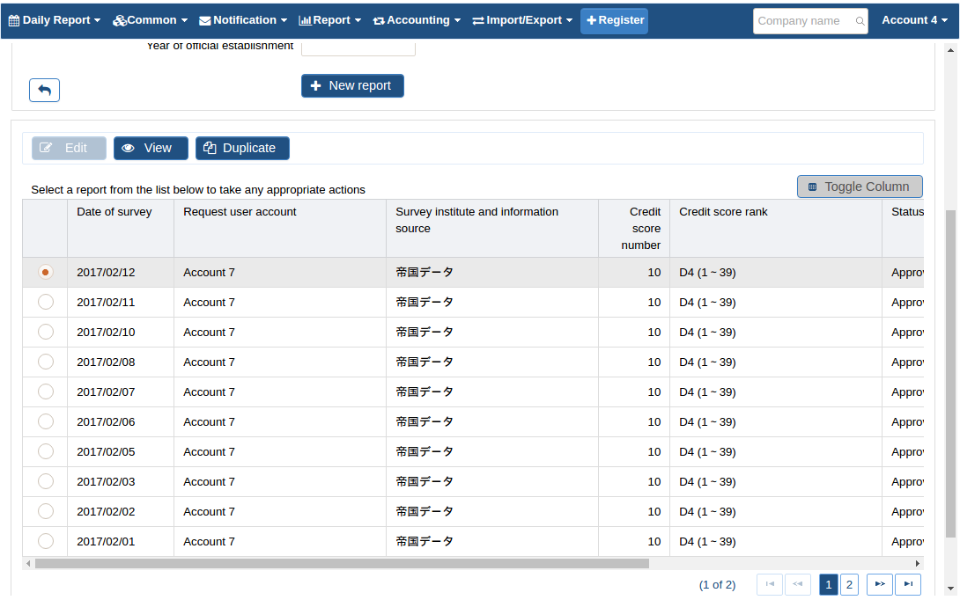 Daily Report Common Notification Report Accounting Import/Export Register Company name Account 4
Year of official establishment
New report
Edit View Duplicate
Select a report from the list below to take any appropriate actions
Toggle Column
Date of survey Request user account Survey institute and information Credit Credit score rank Status
source score
number
2017/02/12 Account 7 帝国データ 10 D4 (1 ~ 39) Approv
2017/02/11 Account 7 帝国データ 10 D4 (1 ~ 39) Approv
2017/02/10 Account 7 帝国データ 10 D4 (1 ~ 39) Approv
2017/02/08 Account 7 帝国データ 10 D4 (1 ~ 39) Approv
2017/02/07 Account 7 帝国データ 10 D4 (1 ~ 39) Approv
2017/02/06 Account 7 帝国データ 10 D4 (1 ~ 39) Approv
2017/02/05 Account 7 帝国データ 10 D4 (1 ~ 39) Approv
2017/02/03 Account 7 帝国データ 10 D4 (1 ~ 39) Approv
2017/02/02 Account 7 帝国データ 10 D4 (1 ~ 39) Approv
2017/02/01 Account 7 帝国データ 10 D4 (1 ~ 39) Approv
(1 of 2) 1 2